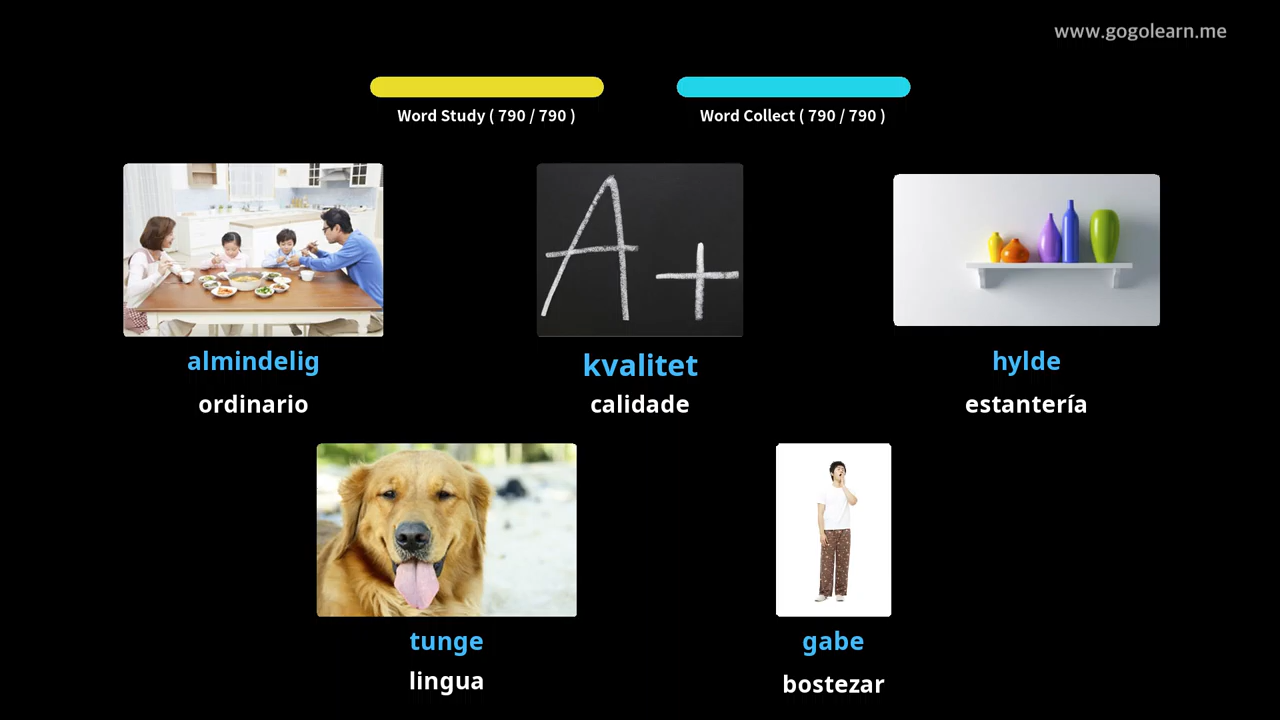 www.gogolearn.me
Word Study ( 790 / 790 )
Word Collect ( 790 / 790 )
A+
almindelig
kvalitet
hylde
ordinario
calidade
estantería
tunge
gabe
lingua
bostezar